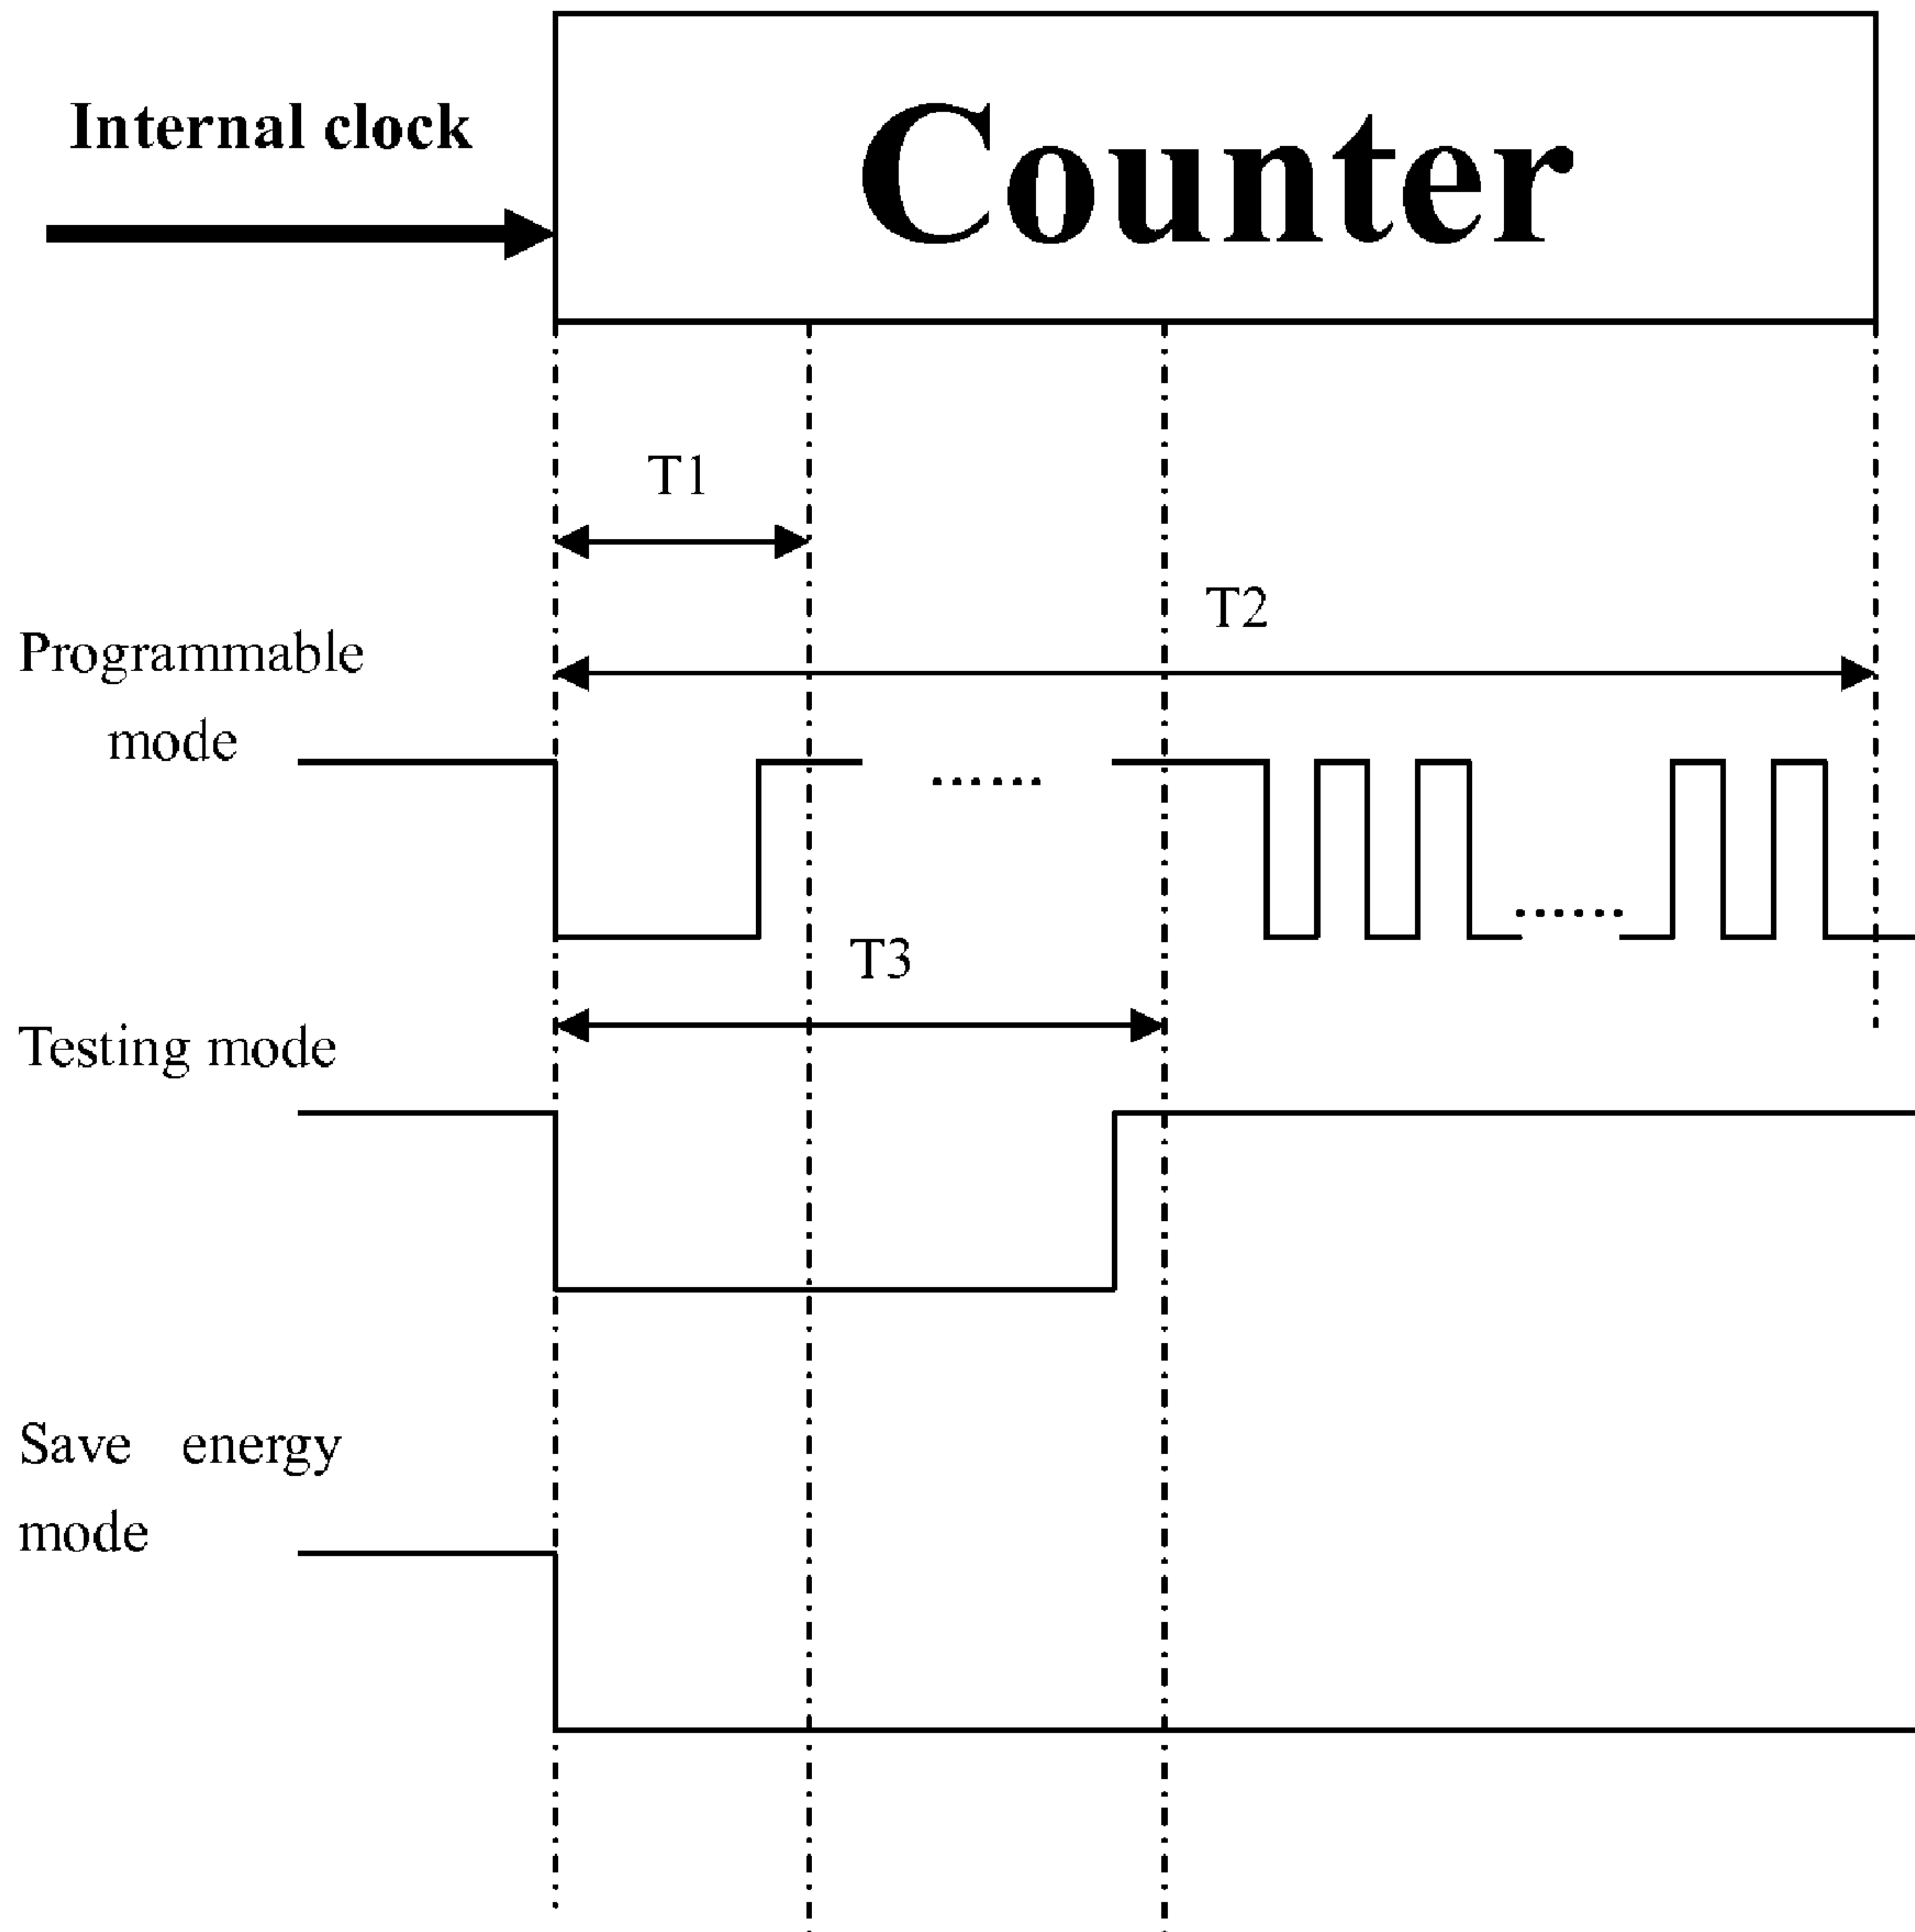 Internal clock
Counter
T1
T2
Programmable
mode
......
......
T3
Testing mode
Save energy
mode